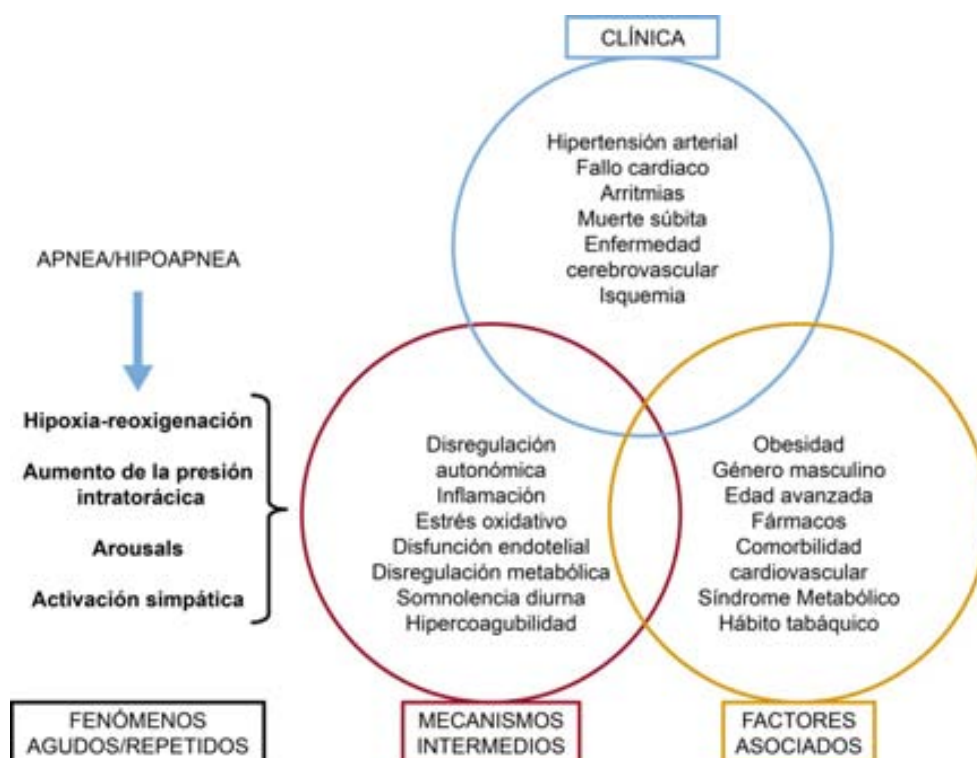 CLÍNICA
Hipertensión arterial
Fallo cardiaco
Arritmias
Muerte súbita
Enfermedad
cerebrovascular
Isquemia
APNEA/HIPOAPNEA
Hipoxia-reoxigenación
Aumento de la presión
intratorácica
Arousals
Activación simpática
Disregulación
autonómica
Inflamación
Estrés oxidativo
Disfunción endotelial
Disregulación metabólica
Somnolencia diurna
Hipercoagubilidad
Obesidad
Género masculino
Edad avanzada
Fármacos
Comorbilidad
cardiovascular
Síndrome Metabólico
Hábito tabáquico
FENÓMENOS
AGUDOS/REPETIDOS
MECANISMOS
INTERMEDIOS
FACTORES
ASOCIADOS